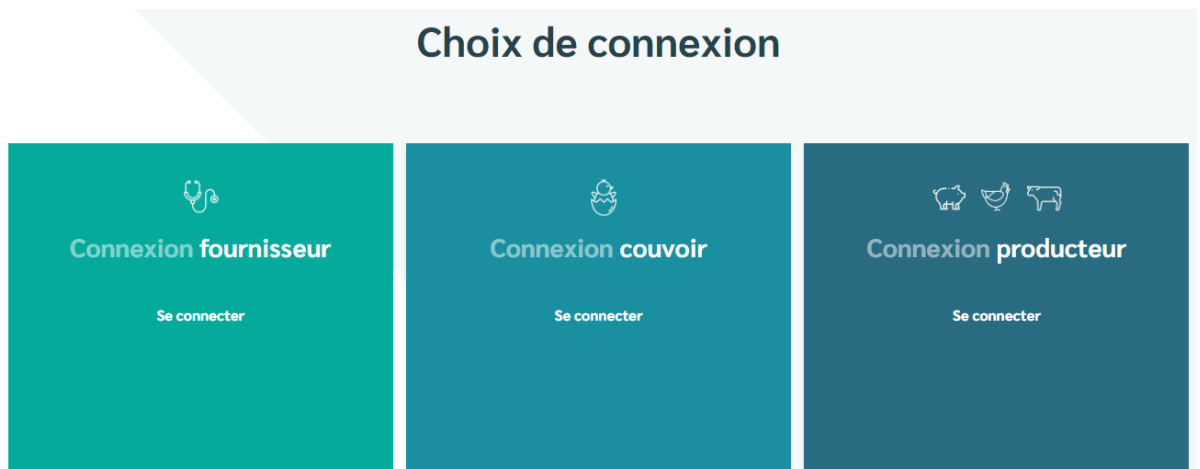 Choix de connexion
Connexion fournisseur
Se connecter
Connexion couvoir
Se connecter
Connexion producteur
Se connecter